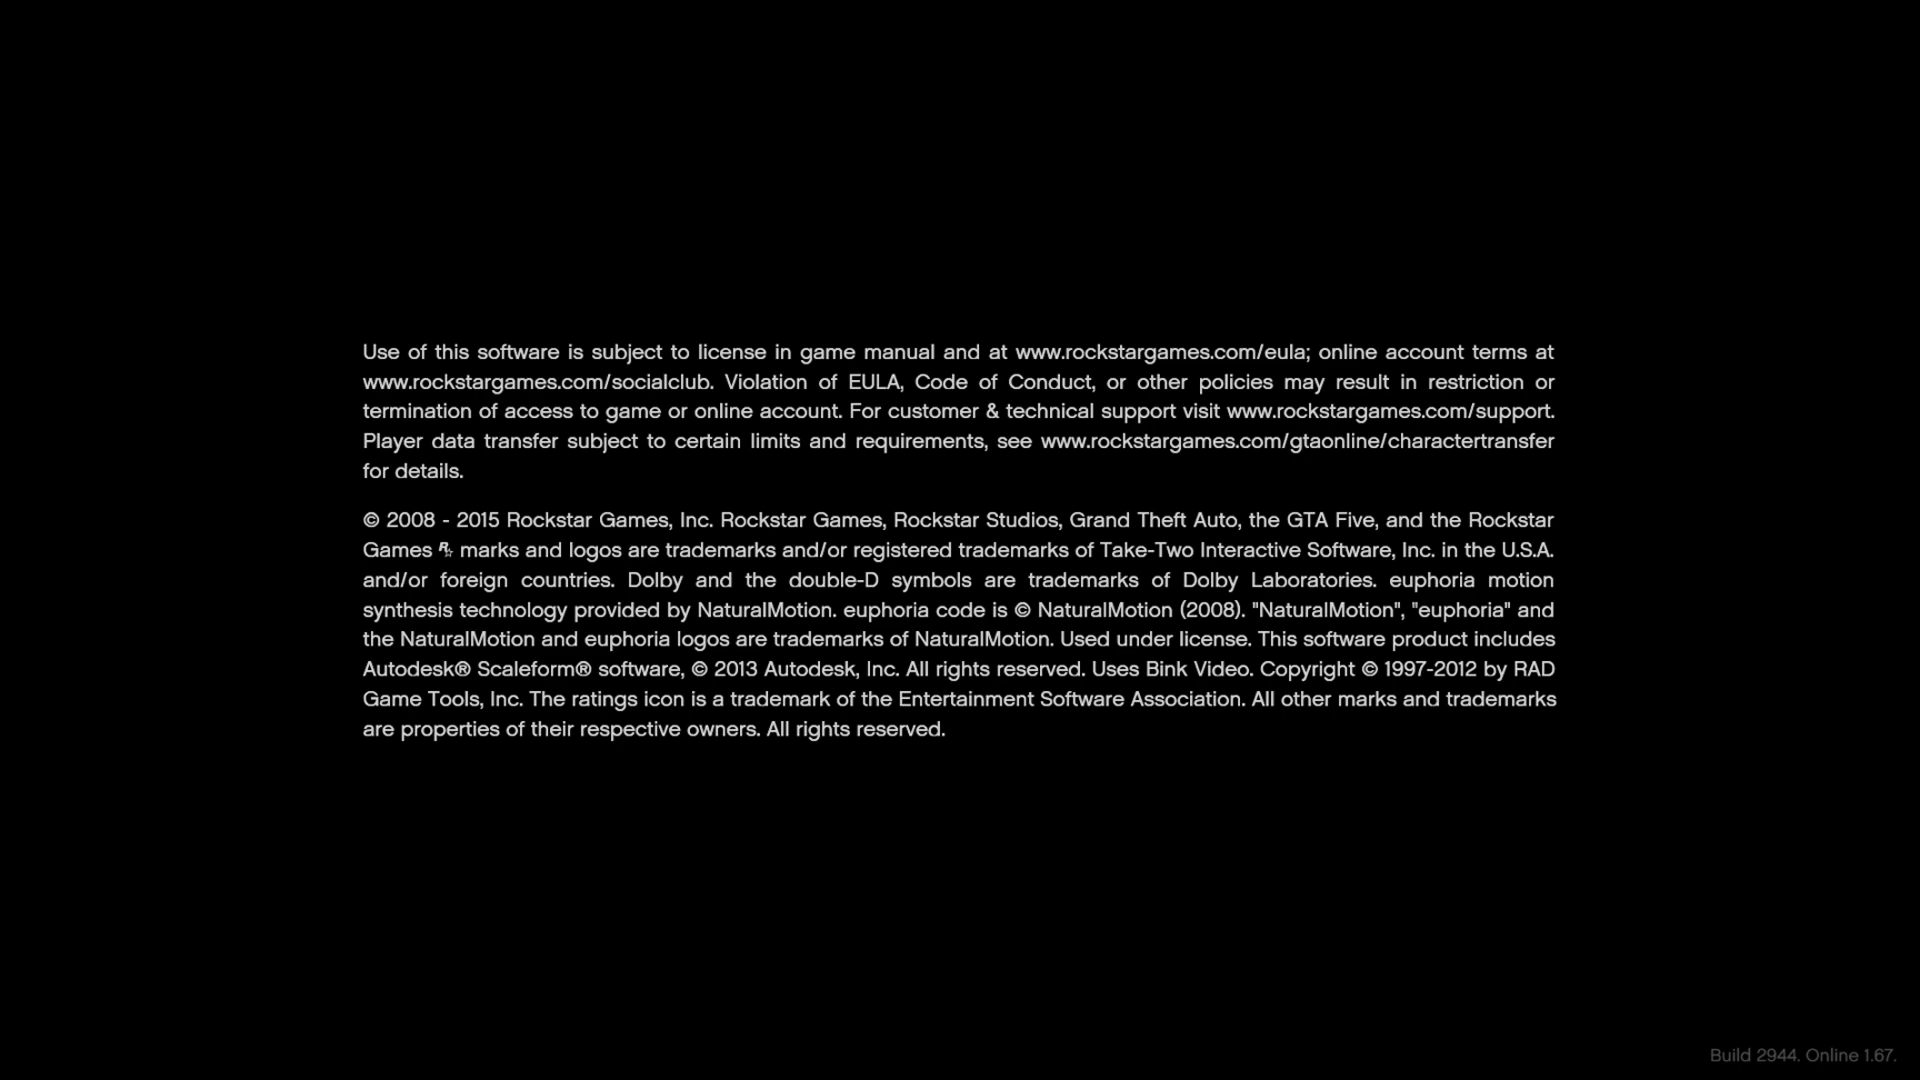 Use of this software is subject to license in game manual and at www.rockstargames.com/eula; online account terms at
www.rockstargames.com/socialclub. Violation of EULA, Code of Conduct, or other policies may result in restriction or
termination of access to game or online account. For customer & technical support visit www.rockstargames.com/support.
Player data transfer subject to certain limits and requirements, see www.rockstargames.com/gtaonline/charactertransfer
for details.
© 2008 - 2015 Rockstar Games, Inc. Rockstar Games, Rockstar Studios, Grand Theft Auto, the GTA Five, and the Rockstar
Games R* marks and logos are trademarks and/or registered trademarks of Take-Two Interactive Software, Inc. in the U.S.A.
and/or foreign countries. Dolby and the double-D symbols are trademarks of Dolby Laboratories. euphoria motion
synthesis technology provided by NaturalMotion. euphoria code is © NaturalMotion (2008). "NaturalMotion", "euphoria" and
the NaturalMotion and euphoria logos are trademarks of NaturalMotion. Used under license. This software product includes
Autodesk® Scaleform® software, © 2013 Autodesk, Inc. All rights reserved. Uses Bink Video. Copyright © 1997-2012 by RAD
Game Tools, Inc. The ratings icon is a trademark of the Entertainment Software Association. All other marks and trademarks
are properties of their respective owners. All rights reserved.
Build 2944. Online 1.67.